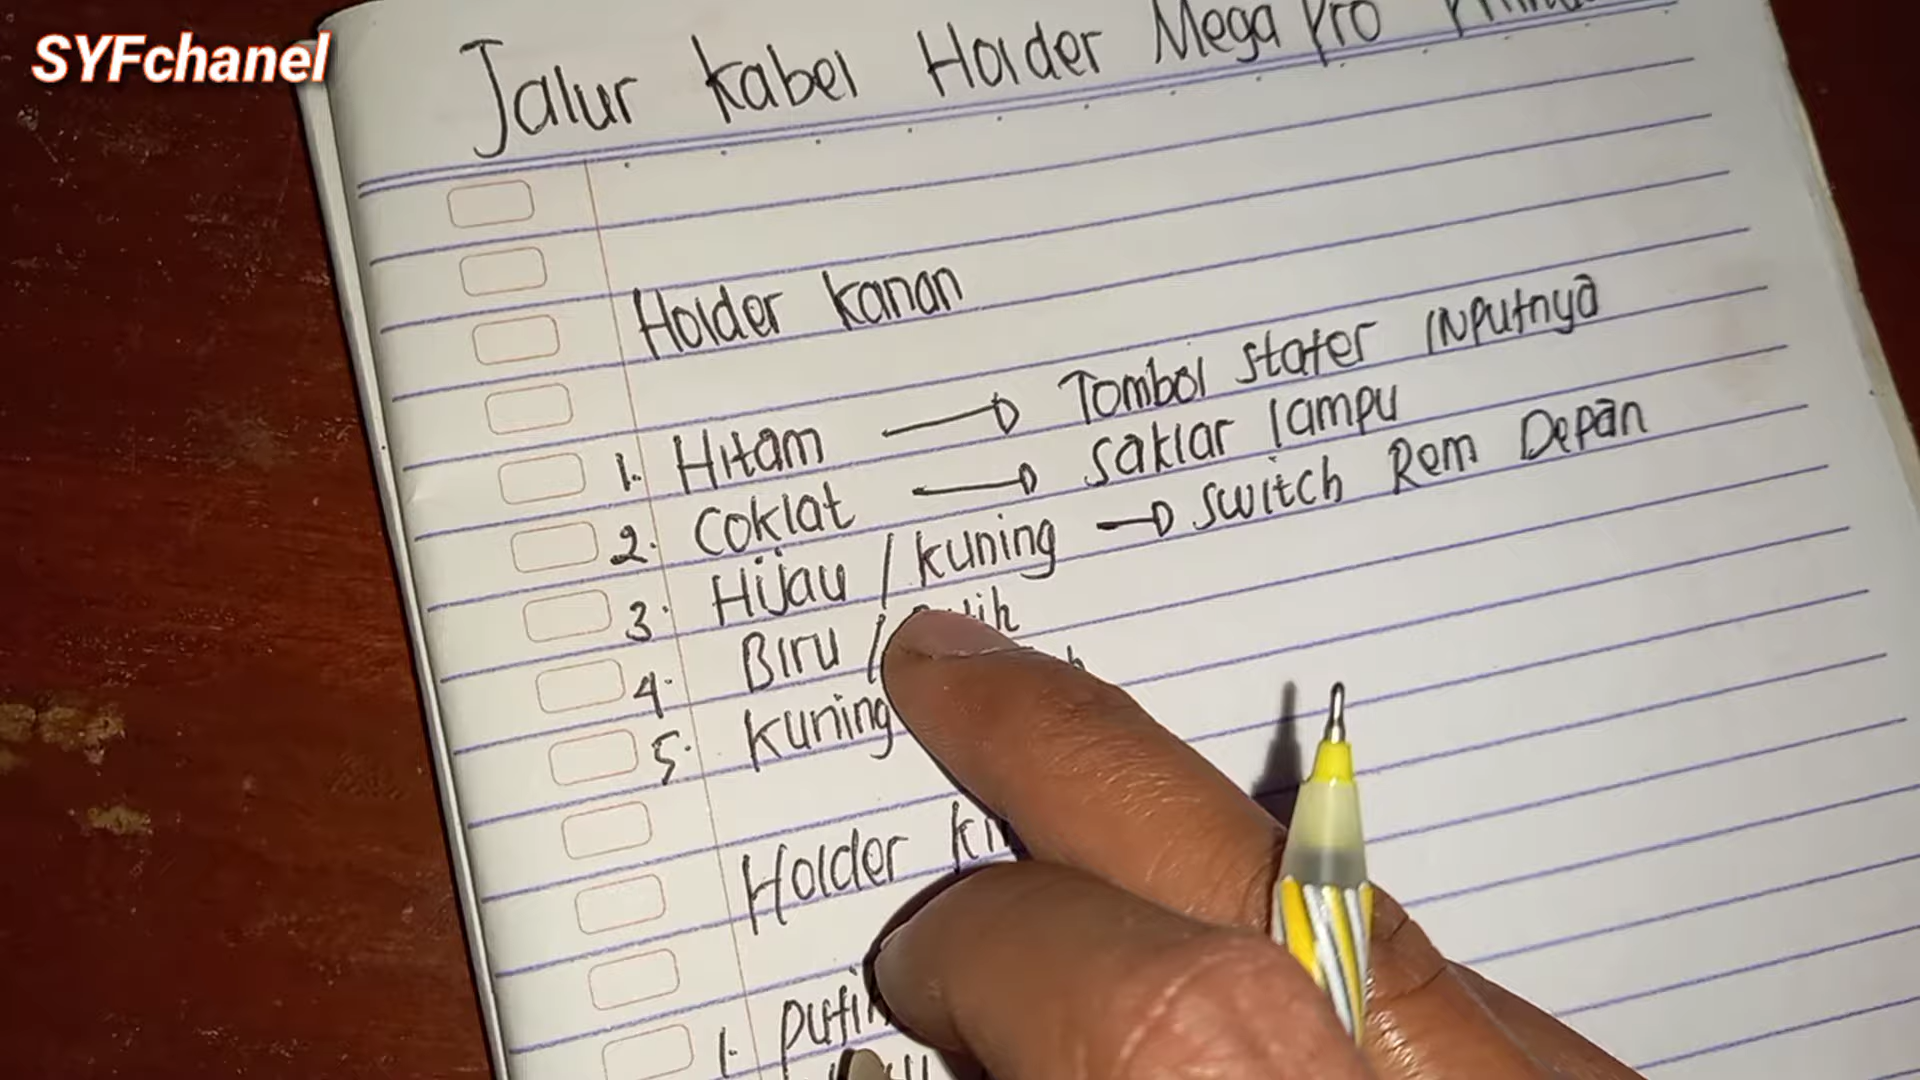 SYFchanel
Jalur Kabel Holder Mega Pro
Holder Kanan
1. Hitam → Tombol Stater Inputnya
2. Coklat → Saklar lampu
3. Hijau / Kuning → Switch Rem Depan
4. Biru /
5. Kuning
Holder
1.